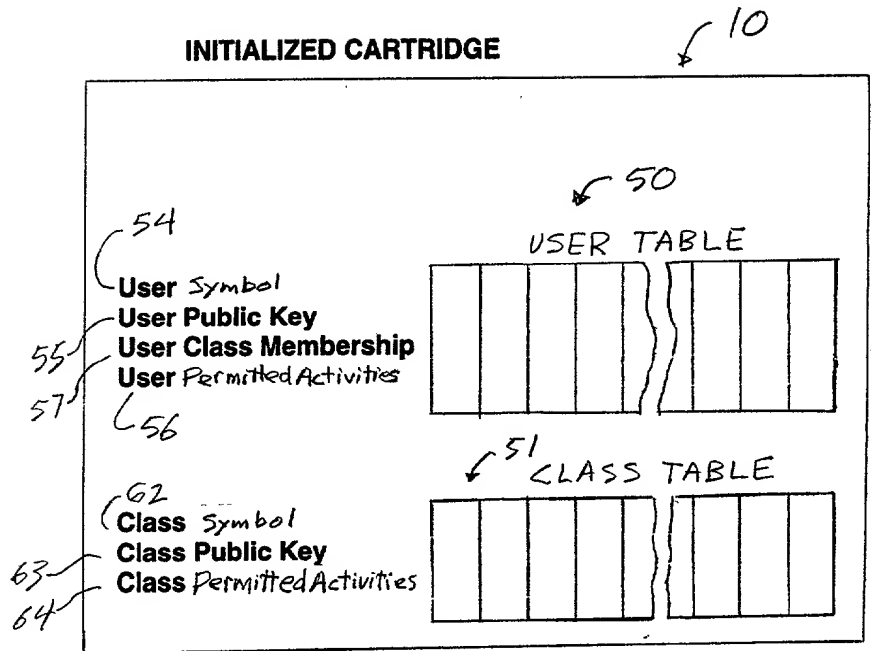 10
INITIALIZED CARTRIDGE
50
54
USER TABLE
User Symbol
User Public Key
55
User Class Membership
User Permitted Activities
57
56
51
CLASS TABLE
62
Class Symbol
Class Public Key
63
Class Permitted Activities
64